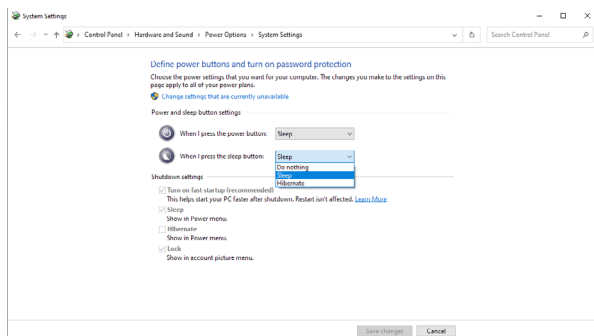 System Settings
Control Panel > Hardware and Sound > Power Options > System Settings
Search Control Panel
Define power buttons and turn on password protection
Choose the power settings that you want for your computer. The changes you make to the settings on this
page apply to all of your power plans.
Change settings that are currently unavailable
Power and sleep button settings
When I press the power button: Sleep
When I press the sleep button: Sleep
Do nothing
Sleep
Hibernate
Shutdown settings
Turn on fast startup (recommended)
This helps start your PC faster after shutdown. Restart isn't affected. Learn More
Sleep
Show in Power menu.
Hibernate
Show in Power menu.
Lock
Show in account picture menu.
Save changes Cancel